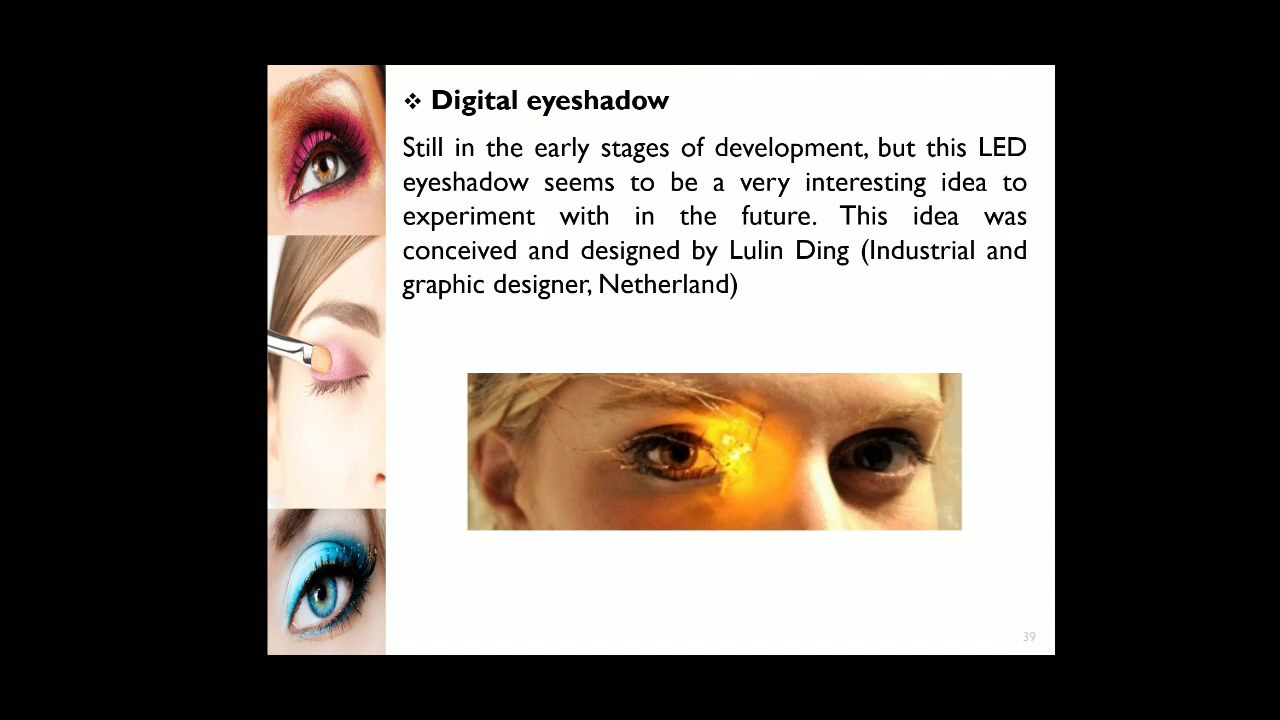 ❖ Digital eyeshadow
Still in the early stages of development, but this LED
eyeshadow seems to be a very interesting idea to
experiment with in the future. This idea was
conceived and designed by Lulin Ding (Industrial and
graphic designer, Netherland)
39